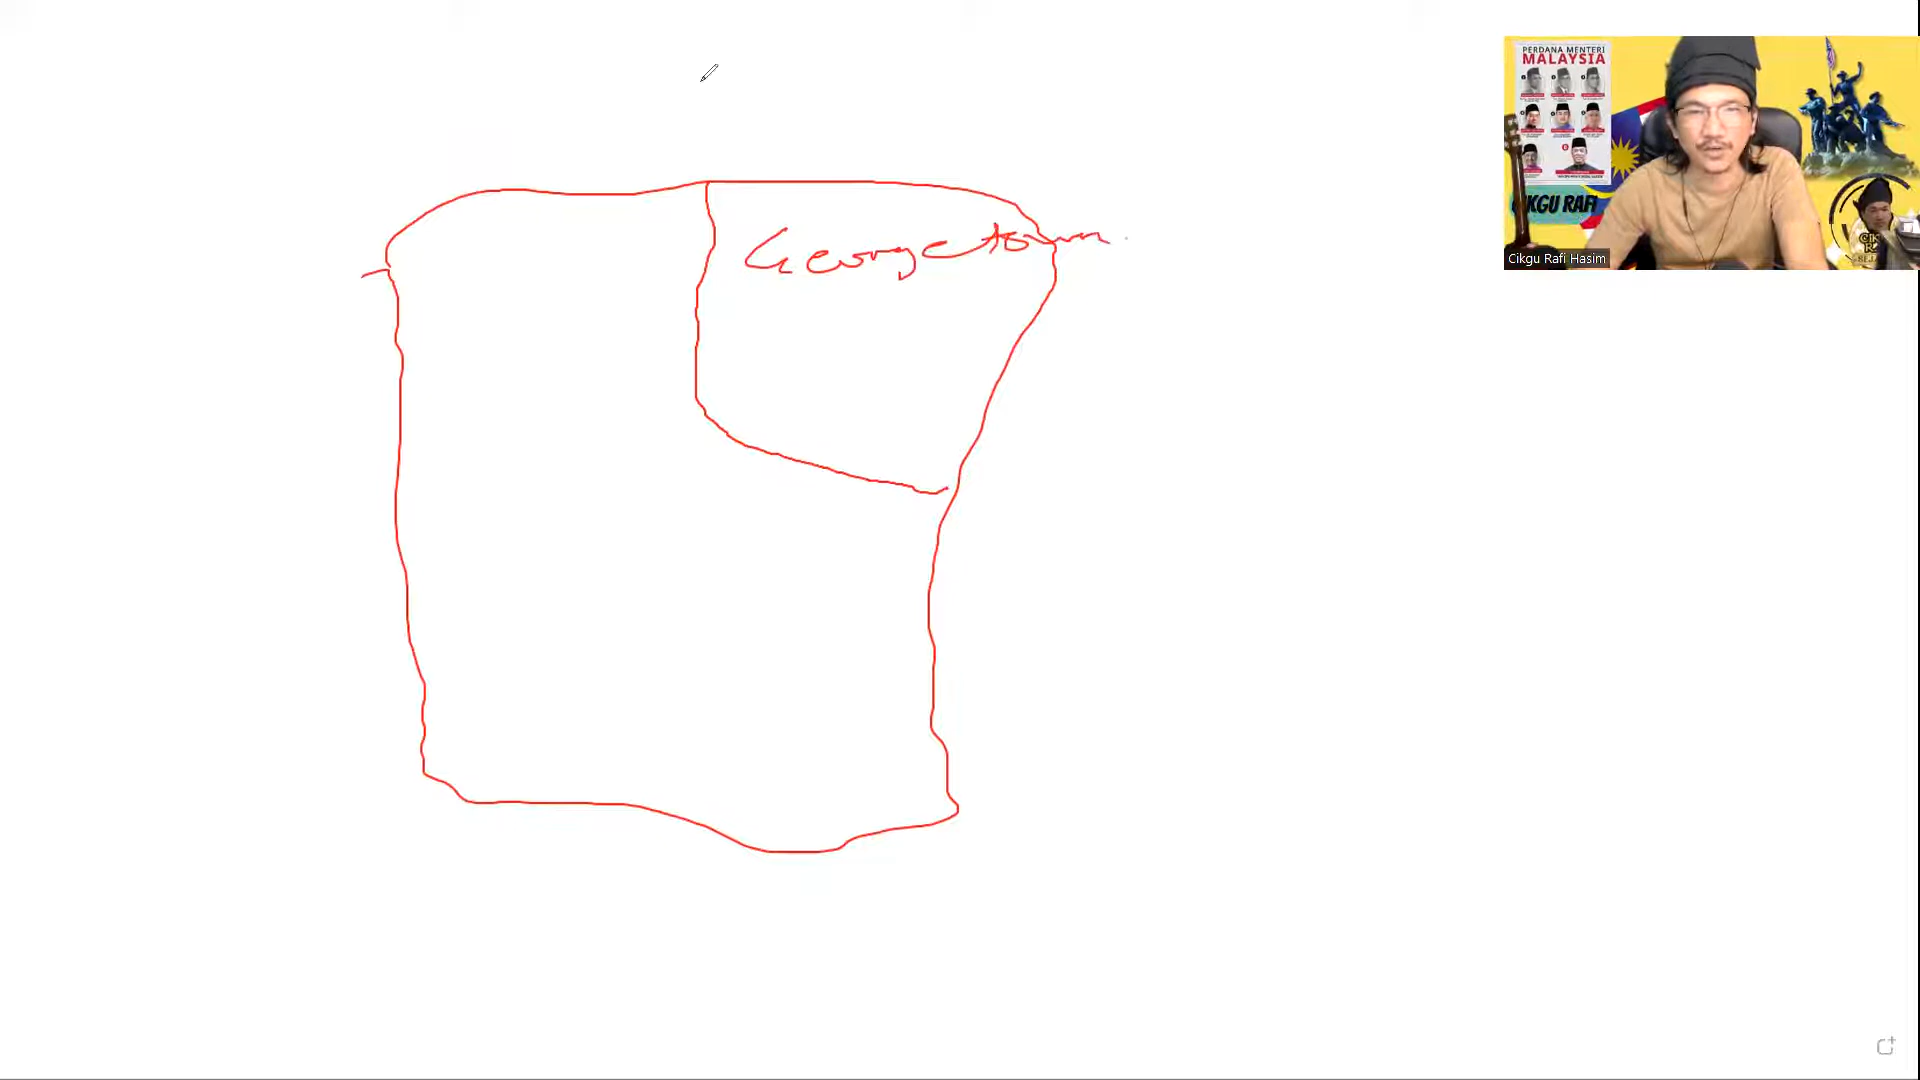 Georgetown
PERDANA MENTERI
MALAYSIA
CIKGU RAFI
Cikgu Rafi Hasim